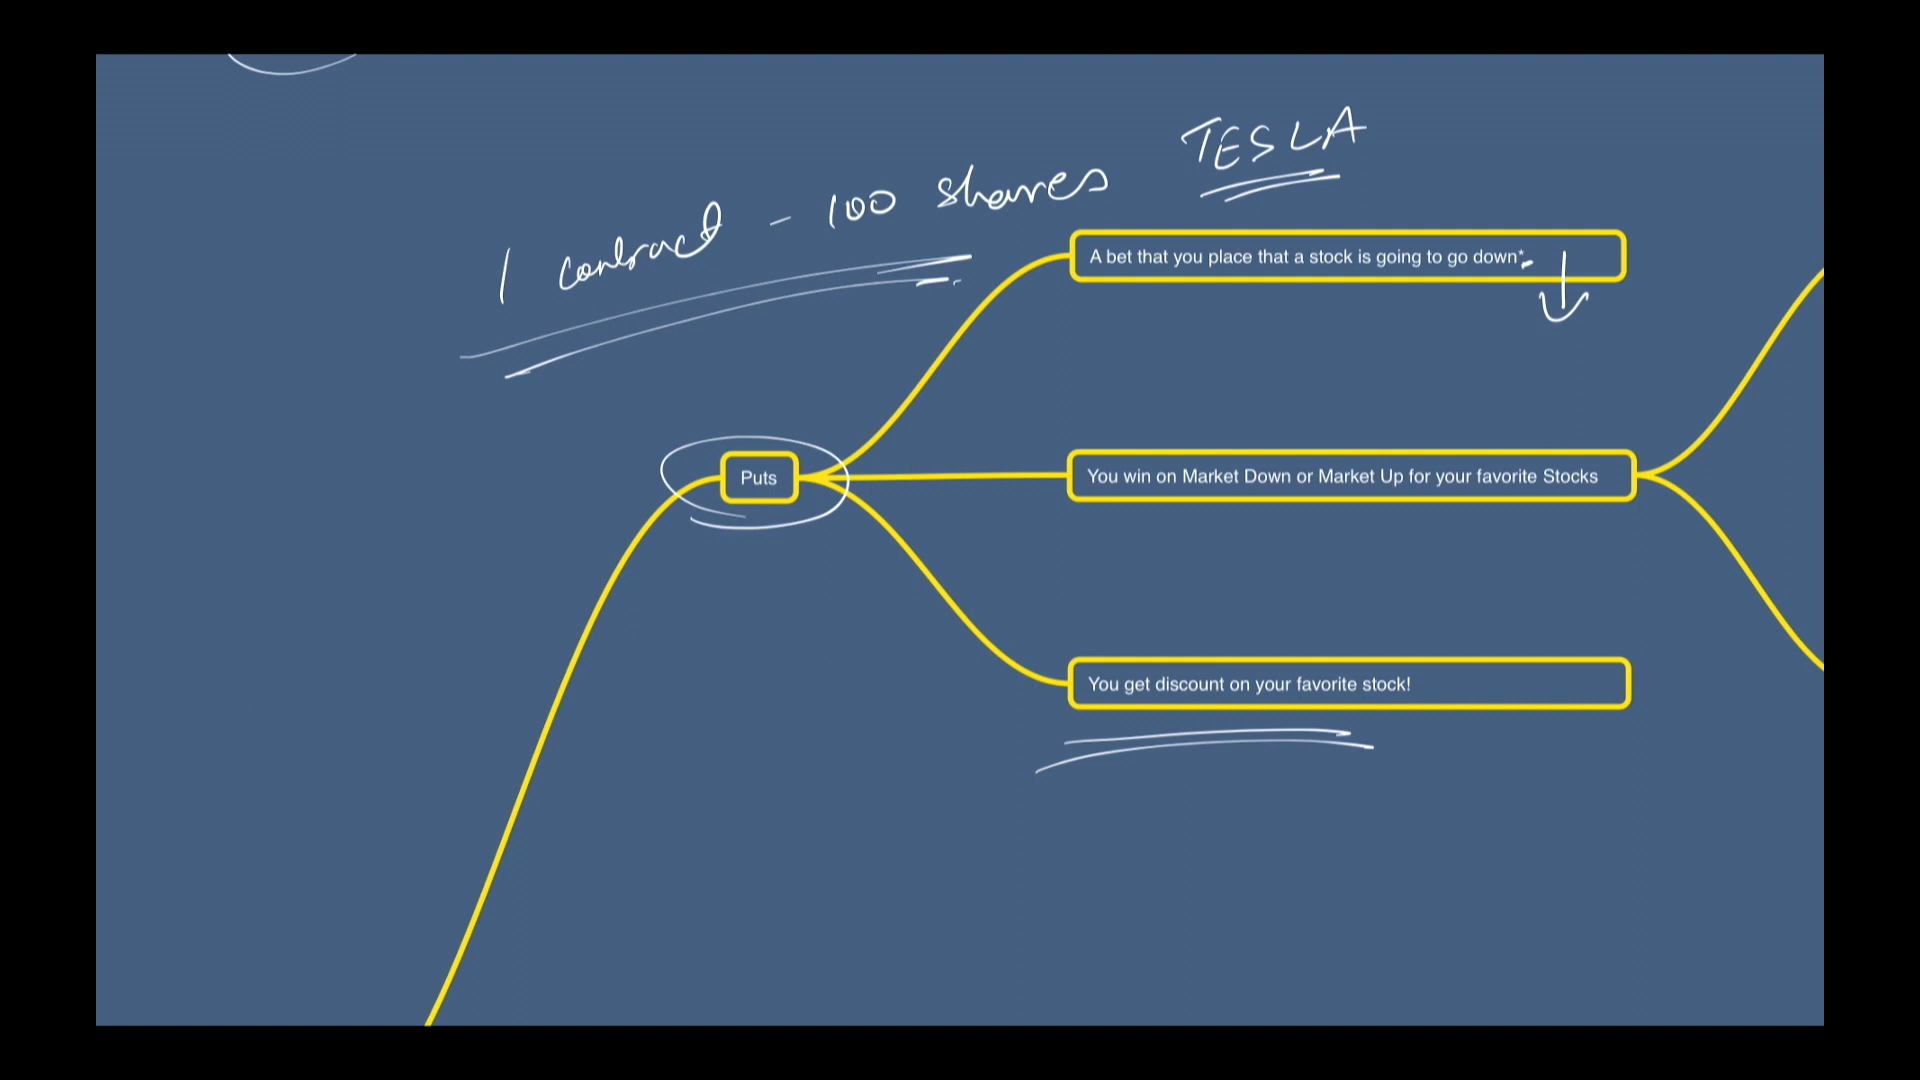 TESLA
1 contract - 100 shares
A bet that you place that a stock is going to go down*
Puts
You win on Market Down or Market Up for your favorite Stocks
You get discount on your favorite stock!